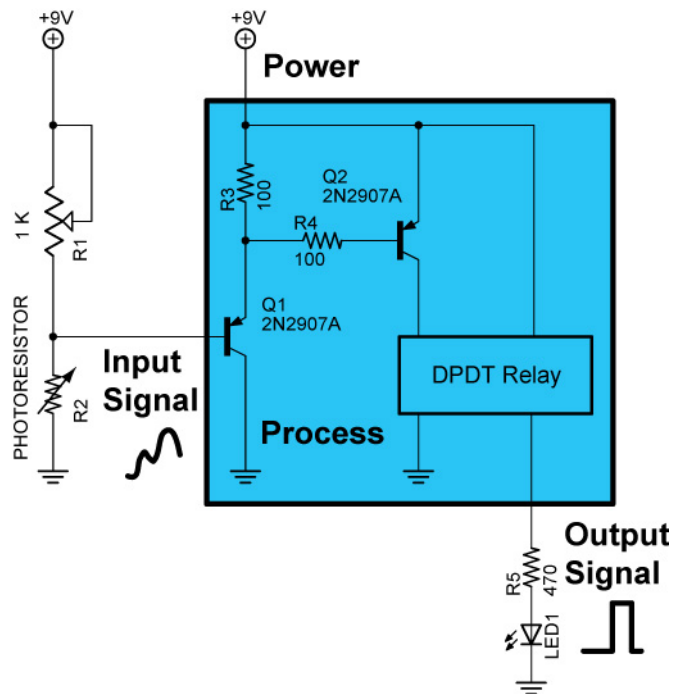 +9V
+9V
Power
1 K
R1
PHOTORESISTOR
R2
Input
Signal
R3
100
R4
100
Q2
2N2907A
Q1
2N2907A
DPDT Relay
Process
R5
470
LED1
Output
Signal